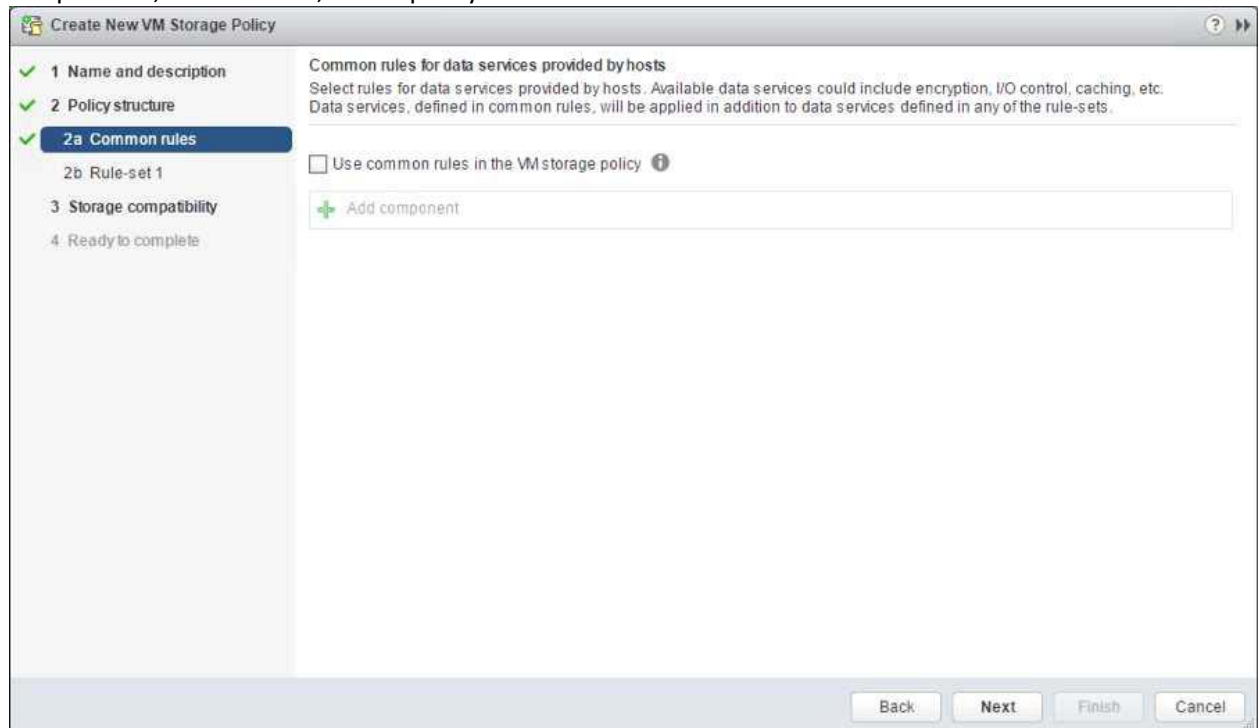 Create New VM Storage Policy
1 Name and description
2 Policy structure
2a Common rules
2b Rule-set 1
3 Storage compatibility
4 Ready to complete
Common rules for data services provided by hosts
Select rules for data services provided by hosts. Available data services could include encryption, I/O control, caching, etc.
Data services, defined in common rules, will be applied in addition to data services defined in any of the rule-sets.
Use common rules in the VM storage policy
Add component
Back Next Finish Cancel